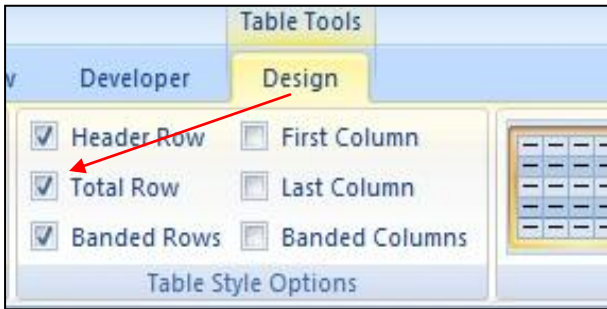 Table Tools
Developer Design
Header Row First Column
Total Row Last Column
Banded Rows Banded Columns
Table Style Options